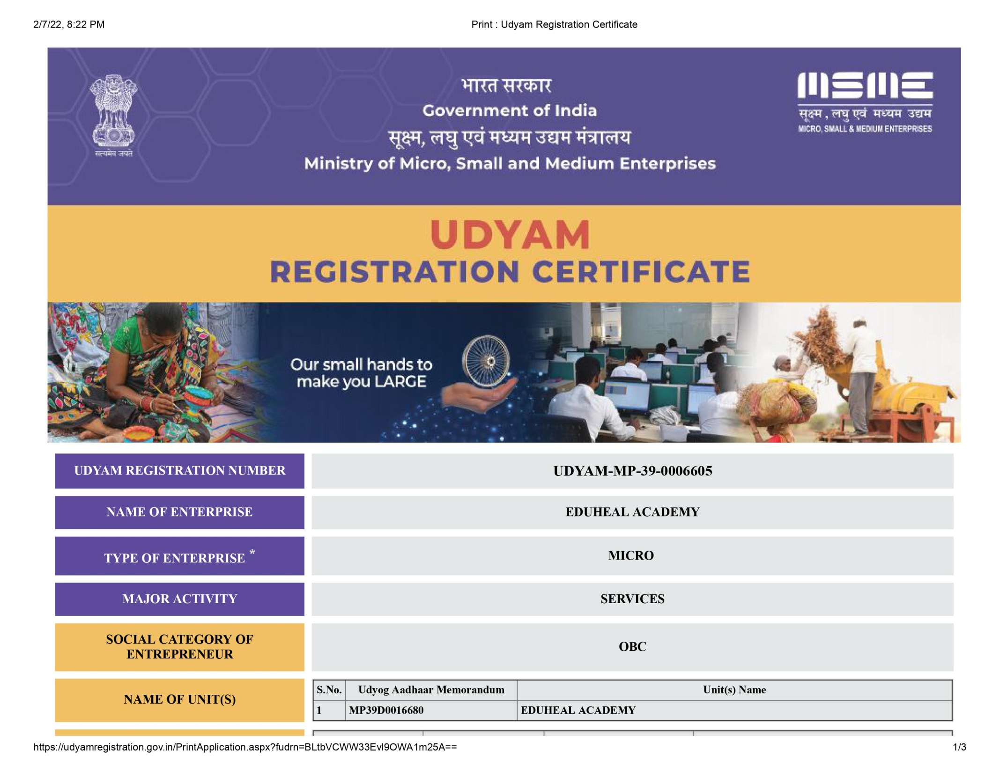 2/7/22, 8:22 PM
Print : Udyam Registration Certificate
सत्यमेव जयते
भारत सरकार
Government of India
सूक्ष्म, लघु एवं मध्यम उद्यम मंत्रालय
Ministry of Micro, Small and Medium Enterprises
MSME
सूक्ष्म , लघु एवं मध्यम उद्यम
MICRO, SMALL & MEDIUM ENTERPRISES
UDYAM
REGISTRATION CERTIFICATE
Our small hands to
make you LARGE
UDYAM REGISTRATION NUMBER
UDYAM-MP-39-0006605
NAME OF ENTERPRISE
EDUHEAL ACADEMY
TYPE OF ENTERPRISE *
MICRO
MAJOR ACTIVITY
SERVICES
SOCIAL CATEGORY OF
ENTREPRENEUR
OBC
NAME OF UNIT(S)
S.No. Udyog Aadhaar Memorandum Unit(s) Name
1 MP39D0016680 EDUHEAL ACADEMY
https://udyamregistration.gov.in/PrintApplication.aspx?fudrn=BLtbVCWW33Evl9OWA1m25A==
1/3